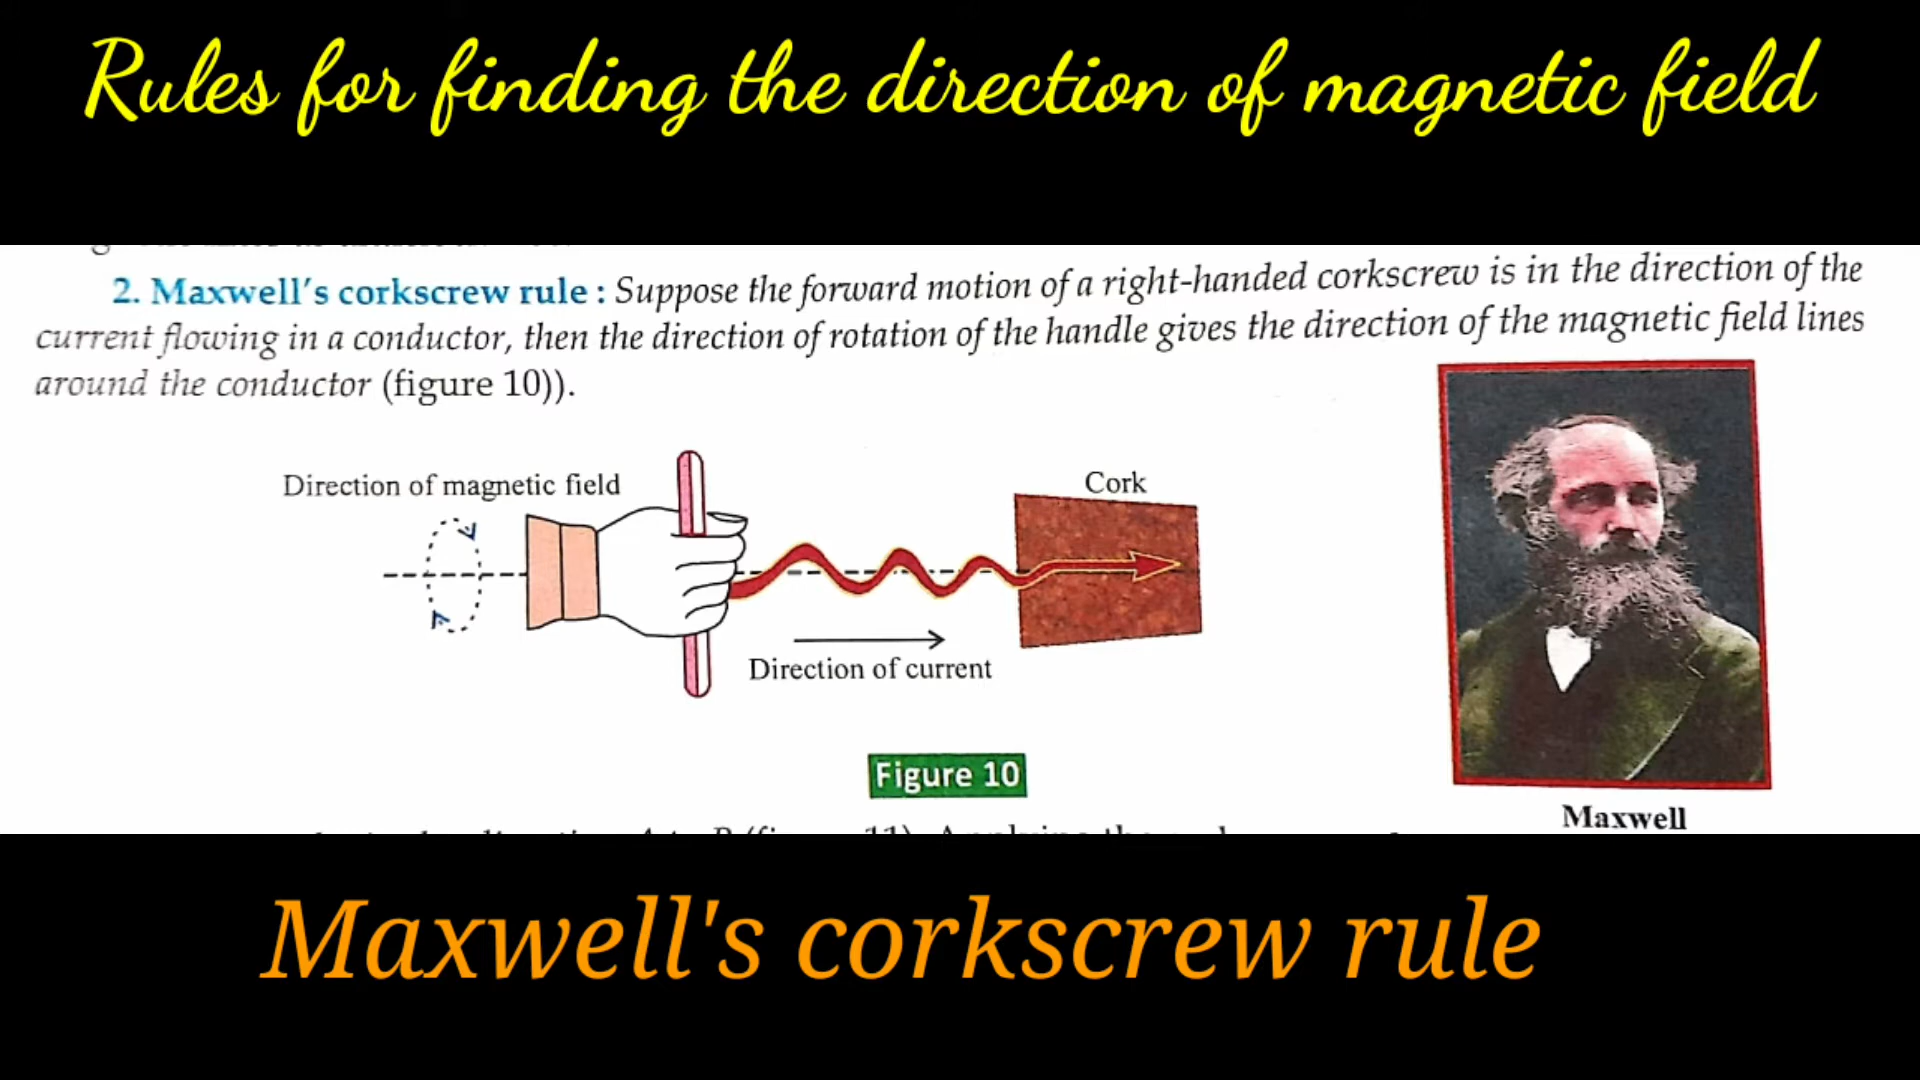 Rules for finding the direction of magnetic field
2. Maxwell's corkscrew rule : Suppose the forward motion of a right-handed corkscrew is in the direction of the
current flowing in a conductor, then the direction of rotation of the handle gives the direction of the magnetic field lines
around the conductor (figure 10)).
Direction of magnetic field
Cork
Direction of current
Figure 10
Maxwell
Maxwell's corkscrew rule